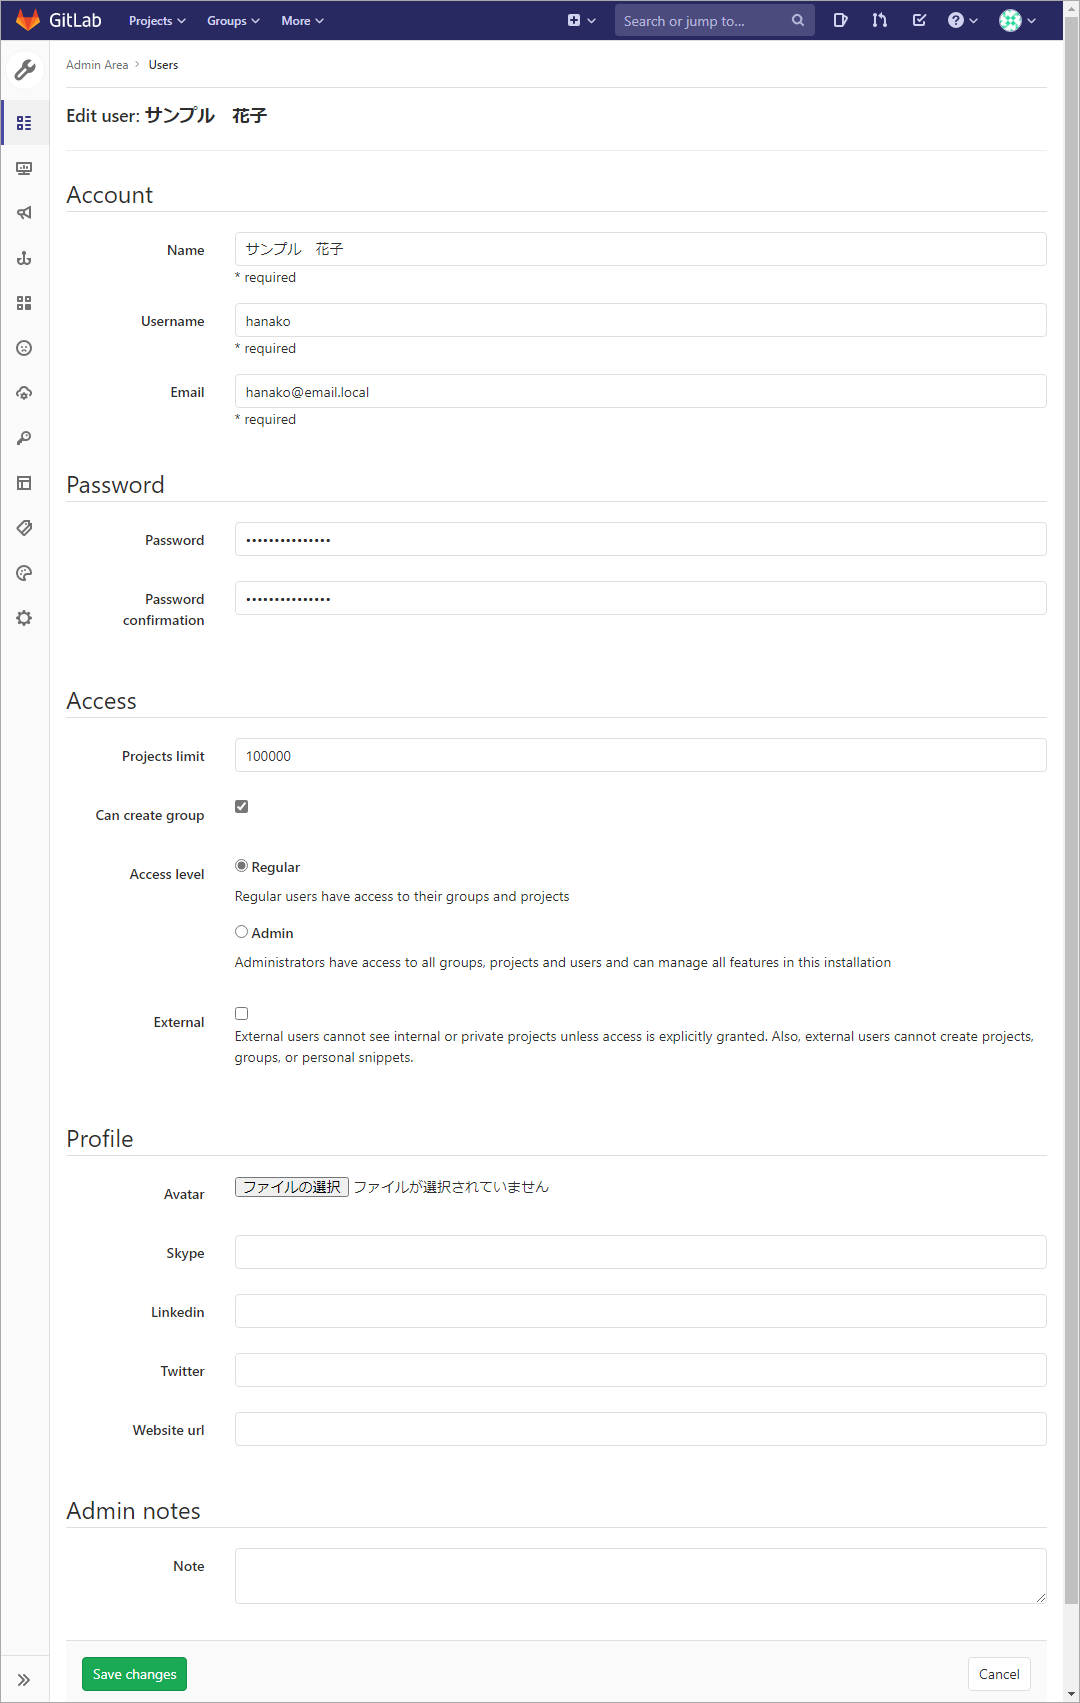 GitLab Projects Groups More Search or jump to...
Admin Area > Users
Edit user: サンプル　花子
Account
Name サンプル　花子
* required
Username hanako
* required
Email hanako@email.local
* required
Password
Password •••••••••••••••
Password confirmation •••••••••••••••
Access
Projects limit 100000
Can create group
Access level Regular
Regular users have access to their groups and projects
Admin
Administrators have access to all groups, projects and users and can manage all features in this installation
External
External users cannot see internal or private projects unless access is explicitly granted. Also, external users cannot create projects,
groups, or personal snippets.
Profile
Avatar ファイルの選択 ファイルが選択されていません
Skype
Linkedin
Twitter
Website url
Admin notes
Note
Save changes Cancel